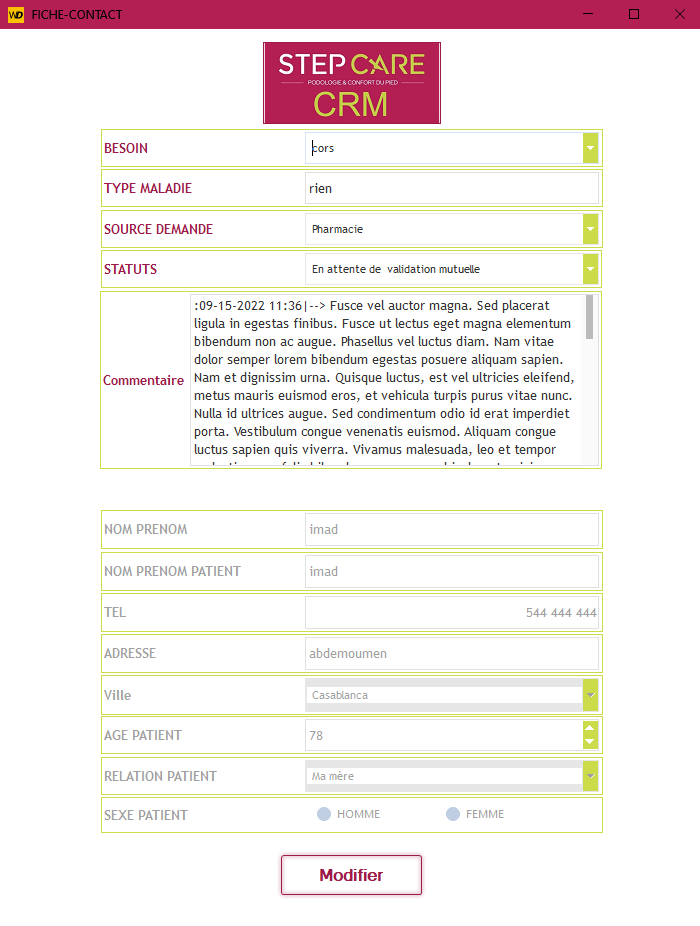 WD FICHE-CONTACT
STEP CARE
PODOLOGIE & CONFORT DU PIED
CRM
BESOIN cors
TYPE MALADIE rien
SOURCE DEMANDE Pharmacie
STATUTS En attente de validation mutuelle
Commentaire
:09-15-2022 11:36|--> Fusce vel auctor magna. Sed placerat
ligula in egestas finibus. Fusce ut lectus eget magna elementum
bibendum non ac augue. Phasellus vel luctus diam. Nam vitae
dolor semper lorem bibendum egestas posuere aliquam sapien.
Nam et dignissim urna. Quisque luctus, est vel ultricies eleifend,
metus mauris euismod eros, et vehicula turpis purus vitae nunc.
Nulla id ultrices augue. Sed condimentum odio id erat imperdiet
porta. Vestibulum congue venenatis euismod. Aliquam congue
luctus sapien quis viverra. Vivamus malesuada, leo et tempor
NOM PRENOM imad
NOM PRENOM PATIENT imad
TEL 544 444 444
ADRESSE abdemoumen
Ville Casablanca
AGE PATIENT 78
RELATION PATIENT Ma mère
SEXE PATIENT HOMME FEMME
Modifier